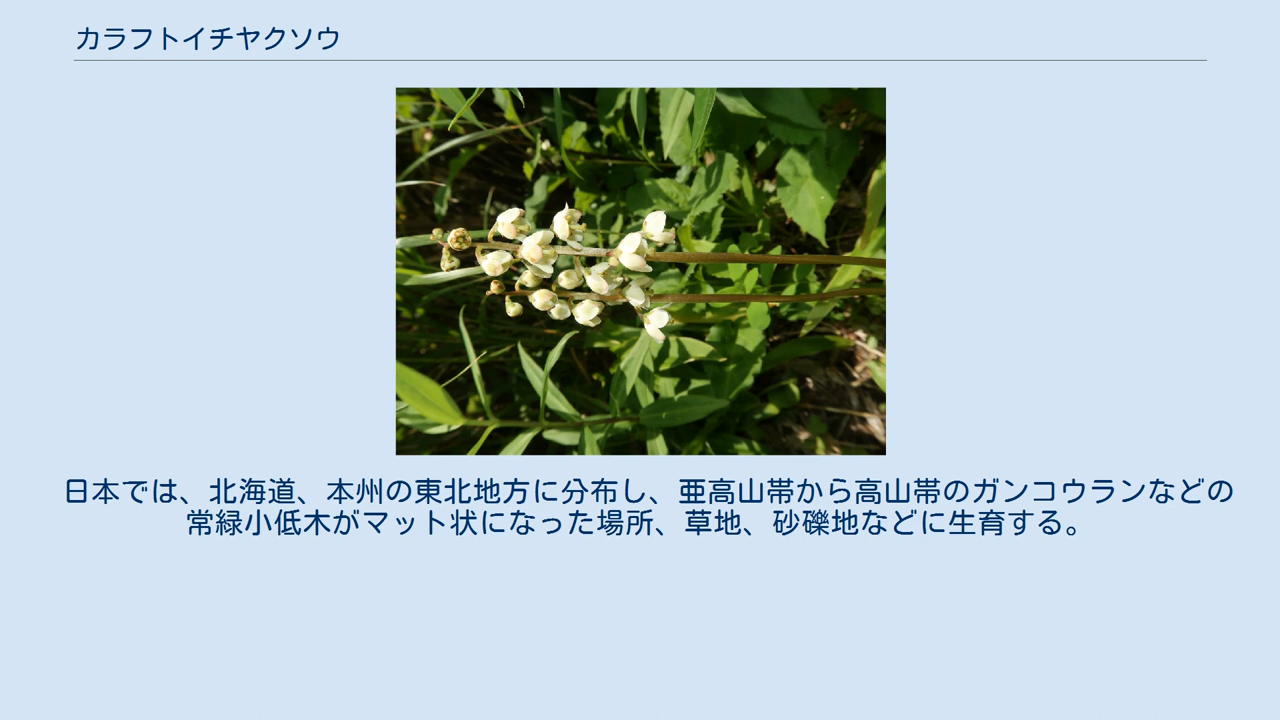 カラフトイチヤクソウ
日本では、北海道、本州の東北地方に分布し、亜高山帯から高山帯のガンコウランなどの
常緑小低木がマット状になった場所、草地、砂礫地などに生育する。